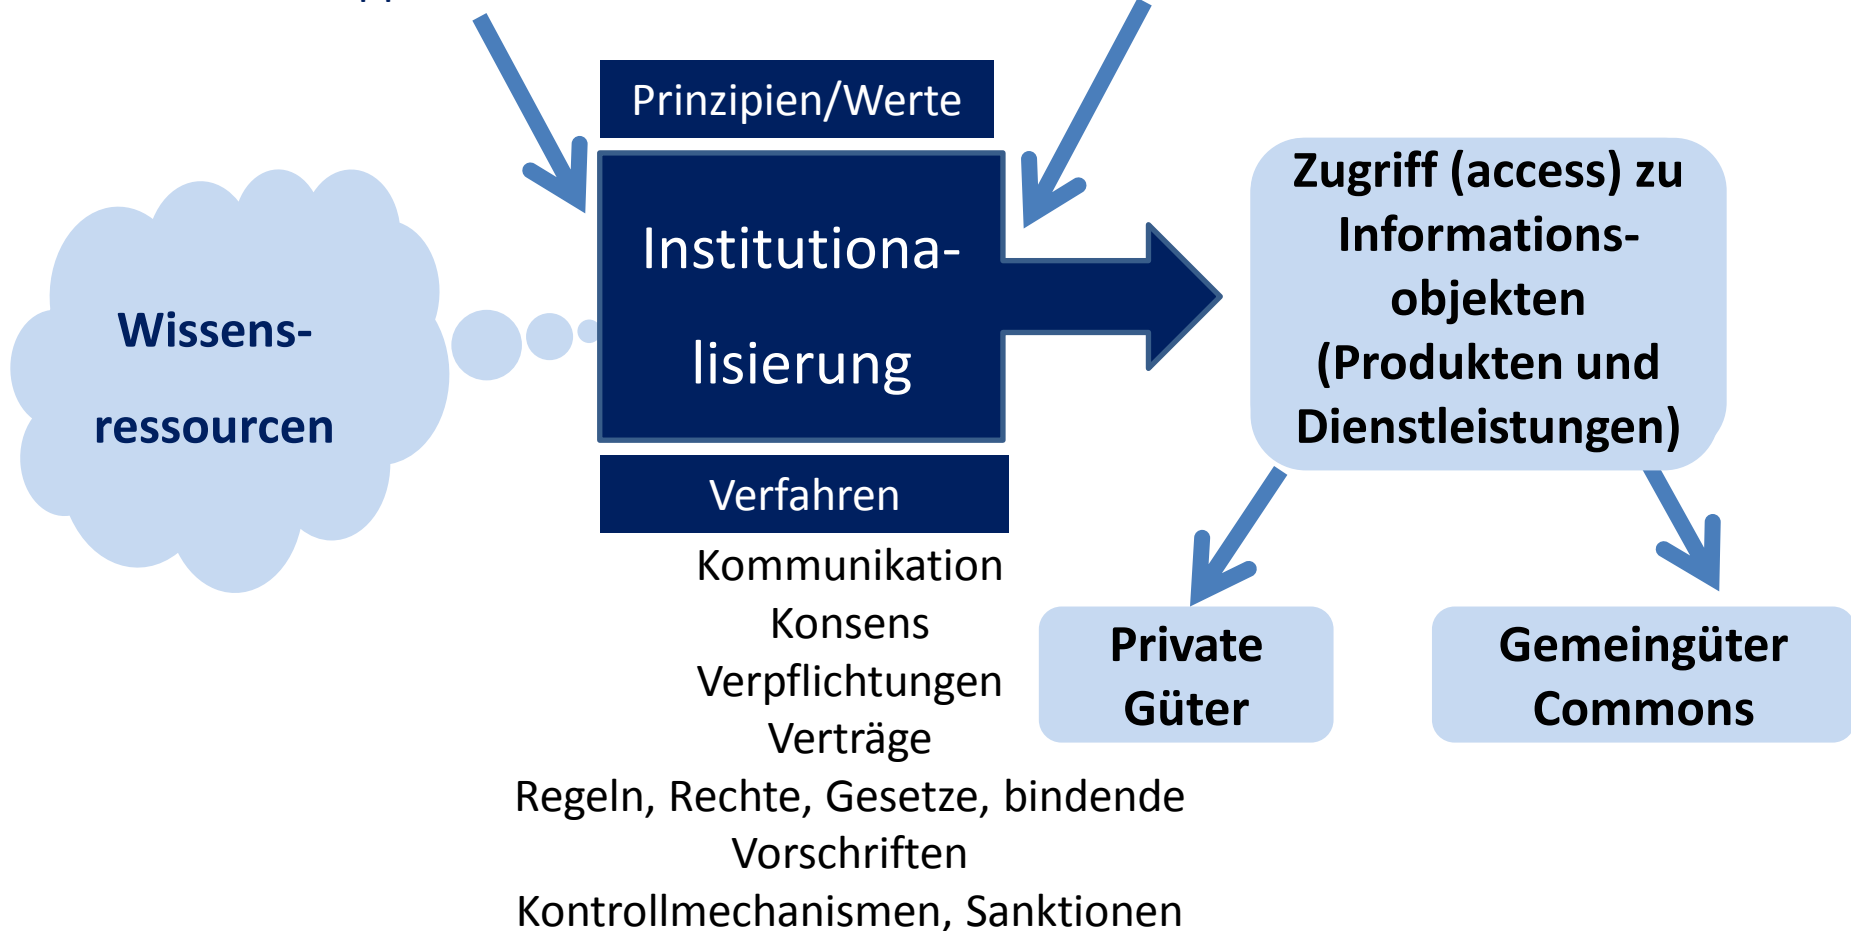 Prinzipien/Werte
Institutiona-
lisierung
Wissens-
ressourcen
Zugriff (access) zu
Informations-
objekten
(Produkten und
Dienstleistungen)
Verfahren
Kommunikation
Konsens
Verpflichtungen
Verträge
Regeln, Rechte, Gesetze, bindende
Vorschriften
Kontrollmechanismen, Sanktionen
Private
Güter
Gemeingüter
Commons